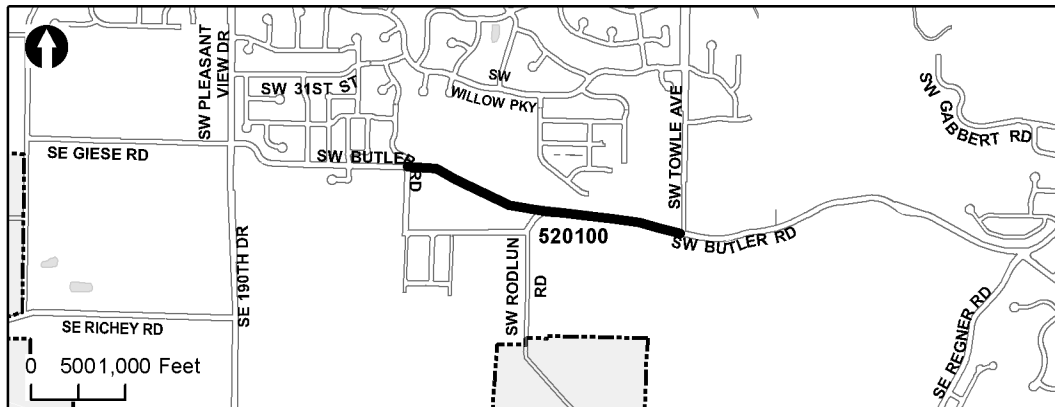 SW PLEASANT
VIEW DR
SW 31ST ST
SW
WILLOW PKY
SW TOWLE AVE
SW GABBERT RD
SE GIESE RD
SW BUTLER RD
520100
SW BUTLER RD
SE 190TH DR
SW RODLUN
RD
SE RICHEY RD
SE REGNER RD
0 5001,000 Feet